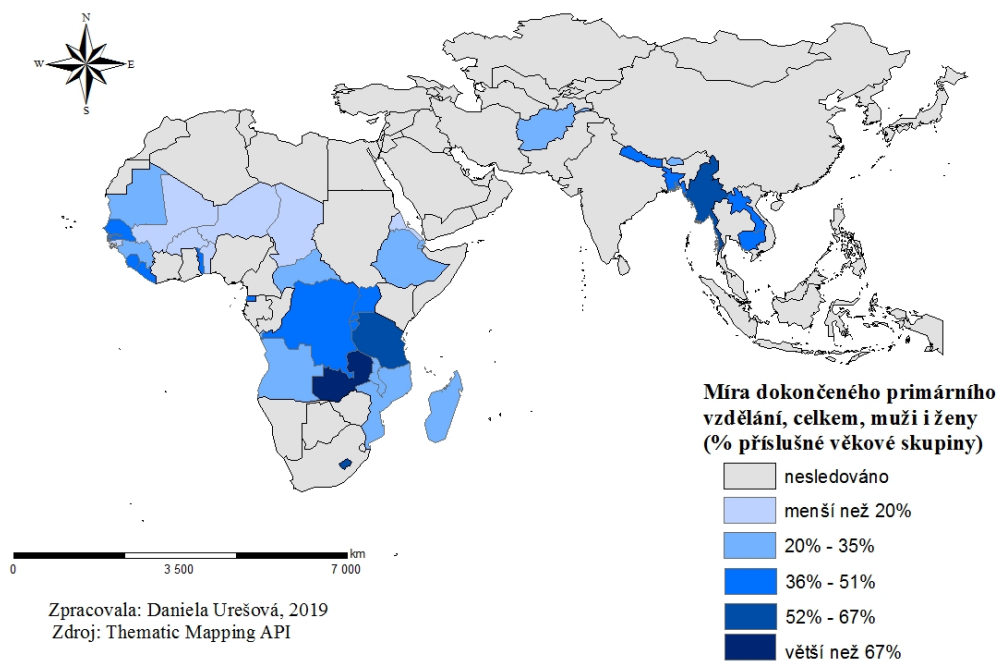 N
W E
S
Míra dokončeného primárního
vzdělání, celkem, muži i ženy
(% příslušné věkové skupiny)
nesledováno
menší než 20%
20% - 35%
36% - 51%
52% - 67%
větší než 67%
km
0 3 500 7 000
Zpracovala: Daniela Urešová, 2019
Zdroj: Thematic Mapping API